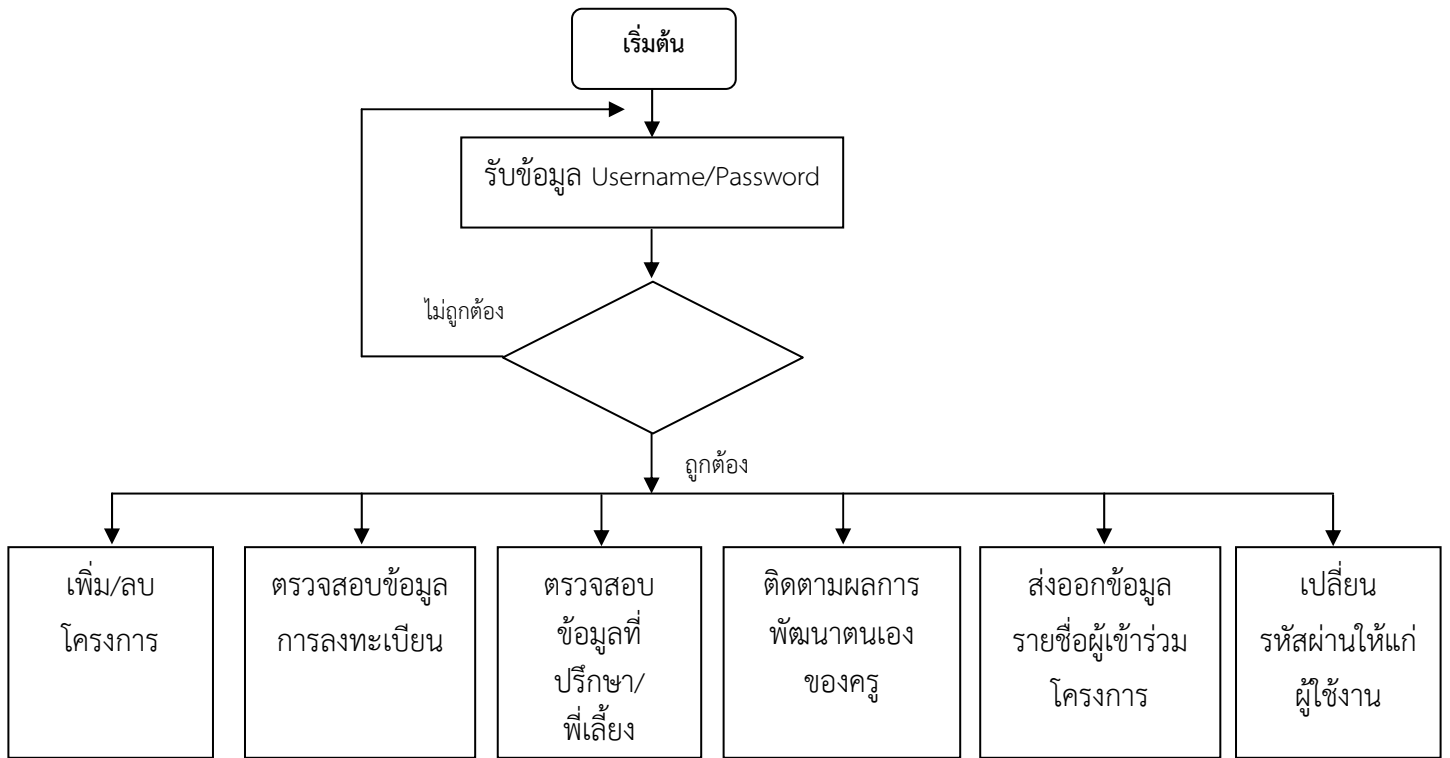 เริ่มต้น
รับข้อมูล Username/Password
ไม่ถูกต้อง
ถูกต้อง
เพิ่ม/ลบ
โครงการ
ตรวจสอบข้อมูล
การลงทะเบียน
ตรวจสอบ
ข้อมูลที่
ปรึกษา/
พี่เลี้ยง
ติดตามผลการ
พัฒนาตนเอง
ของครู
ส่งออกข้อมูล
รายชื่อผู้เข้าร่วม
โครงการ
เปลี่ยน
รหัสผ่านให้แก่
ผู้ใช้งาน